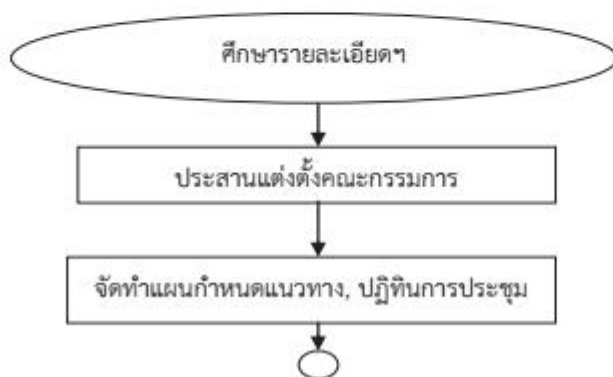 ศึกษารายละเอียดฯ
ประสานแต่งตั้งคณะกรรมการ
จัดทำแผนกำหนดแนวทาง, ปฏิทินการประชุม